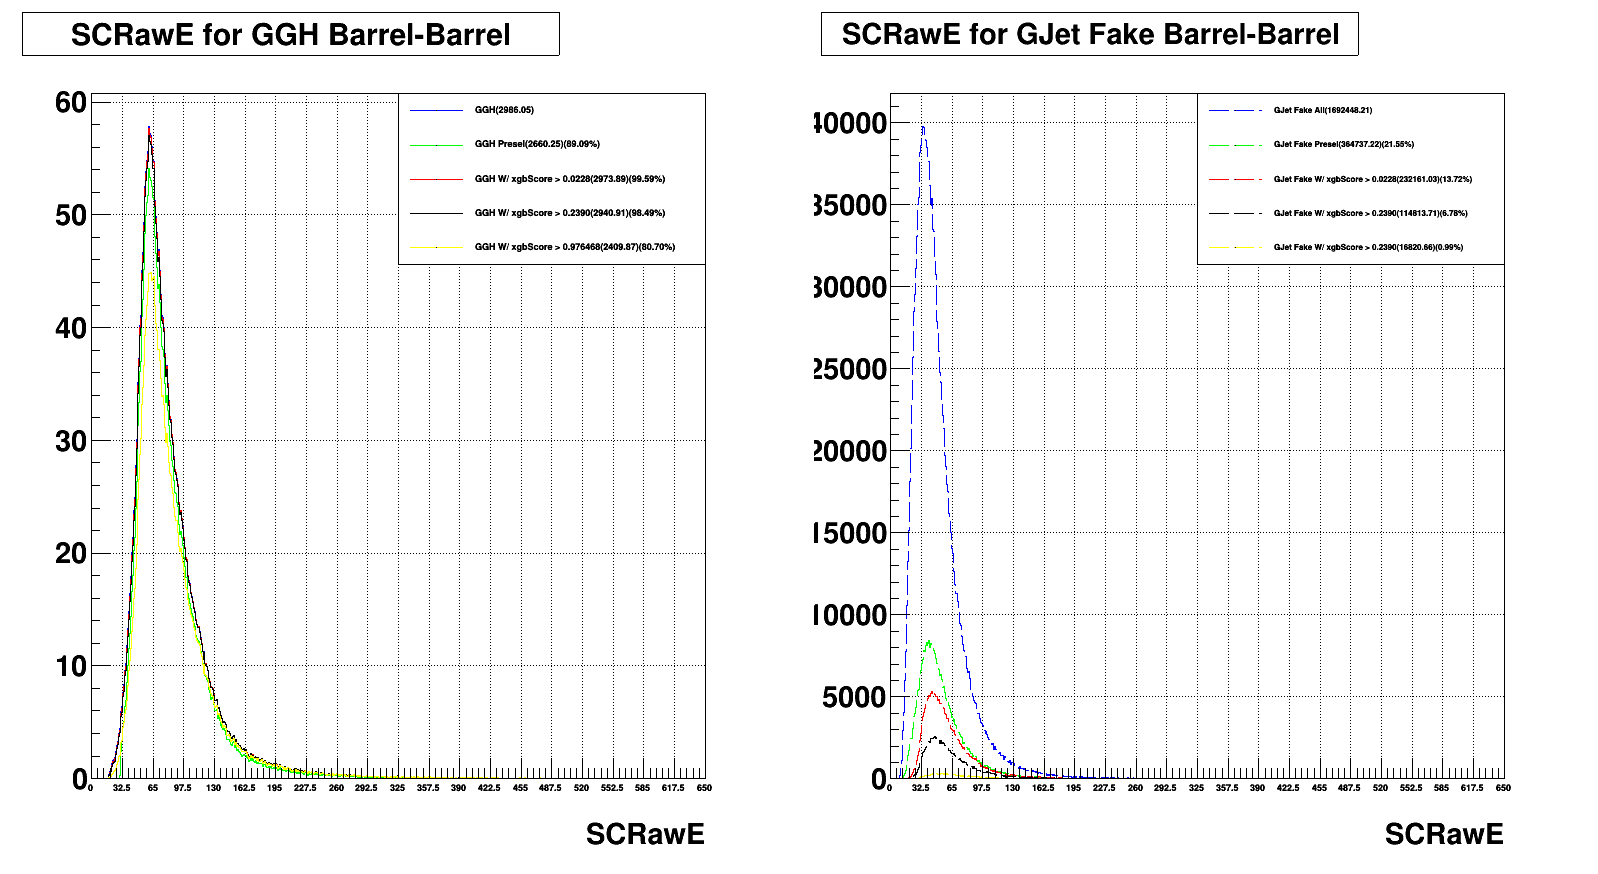 SCRawE for GGH Barrel-Barrel
GGH(2986.05)
GGH Presel(2660.25)(89.09%)
GGH W/ xgbScore > 0.0228(2973.89)(99.59%)
GGH W/ xgbScore > 0.2390(2940.91)(98.49%)
GGH W/ xgbScore > 0.976468(2409.87)(80.70%)
60
50
40
30
20
10
0
0 32.5 65 97.5 130 162.5 195 227.5 260 292.5 325 357.5 390 422.5 455 487.5 520 552.5 585 617.5 650
SCRawE
SCRawE for GJet Fake Barrel-Barrel
GJet Fake All(1692448.21)
GJet Fake Presel(364737.22)(21.55%)
GJet Fake W/ xgbScore > 0.0228(232161.03)(13.72%)
GJet Fake W/ xgbScore > 0.2390(114813.71)(6.78%)
GJet Fake W/ xgbScore > 0.2390(16820.66)(0.99%)
40000
35000
30000
25000
20000
15000
10000
5000
0
0 32.5 65 97.5 130 162.5 195 227.5 260 292.5 325 357.5 390 422.5 455 487.5 520 552.5 585 617.5 650
SCRawE